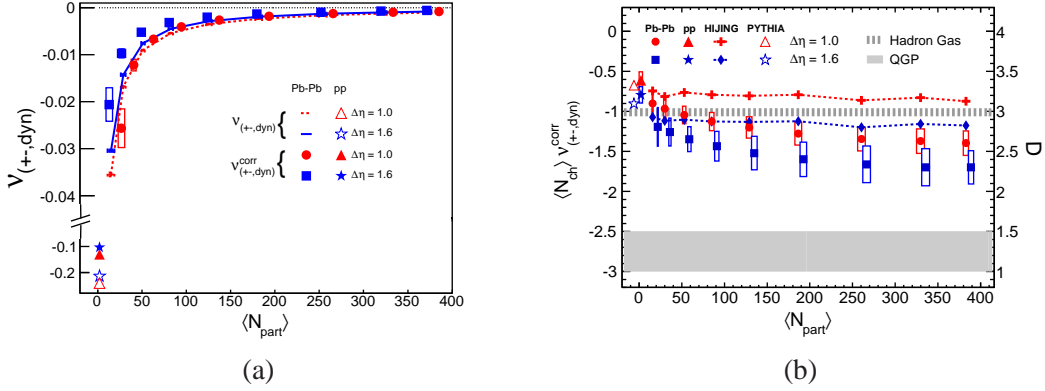 0
-0.01
-0.02
-0.03
-0.04
-0.1
-0.2
ν(+-,dyn)
Pb-Pb pp
ν(+-,dyn) { Δη = 1.0
Δη = 1.6
ν^corr(+-,dyn) { Δη = 1.0
Δη = 1.6
0 50 100 150 200 250 300 350 400
⟨Npart⟩
(a)
0
-0.5
-1
-1.5
-2
-2.5
-3
⟨Nch⟩ ν^corr(+-,dyn)
Pb-Pb pp HIJING PYTHIA
Δη = 1.0 Hadron Gas
Δη = 1.6 QGP
4
3.5
3
2.5
2
1.5
1
D
0 50 100 150 200 250 300 350 400
⟨Npart⟩
(b)